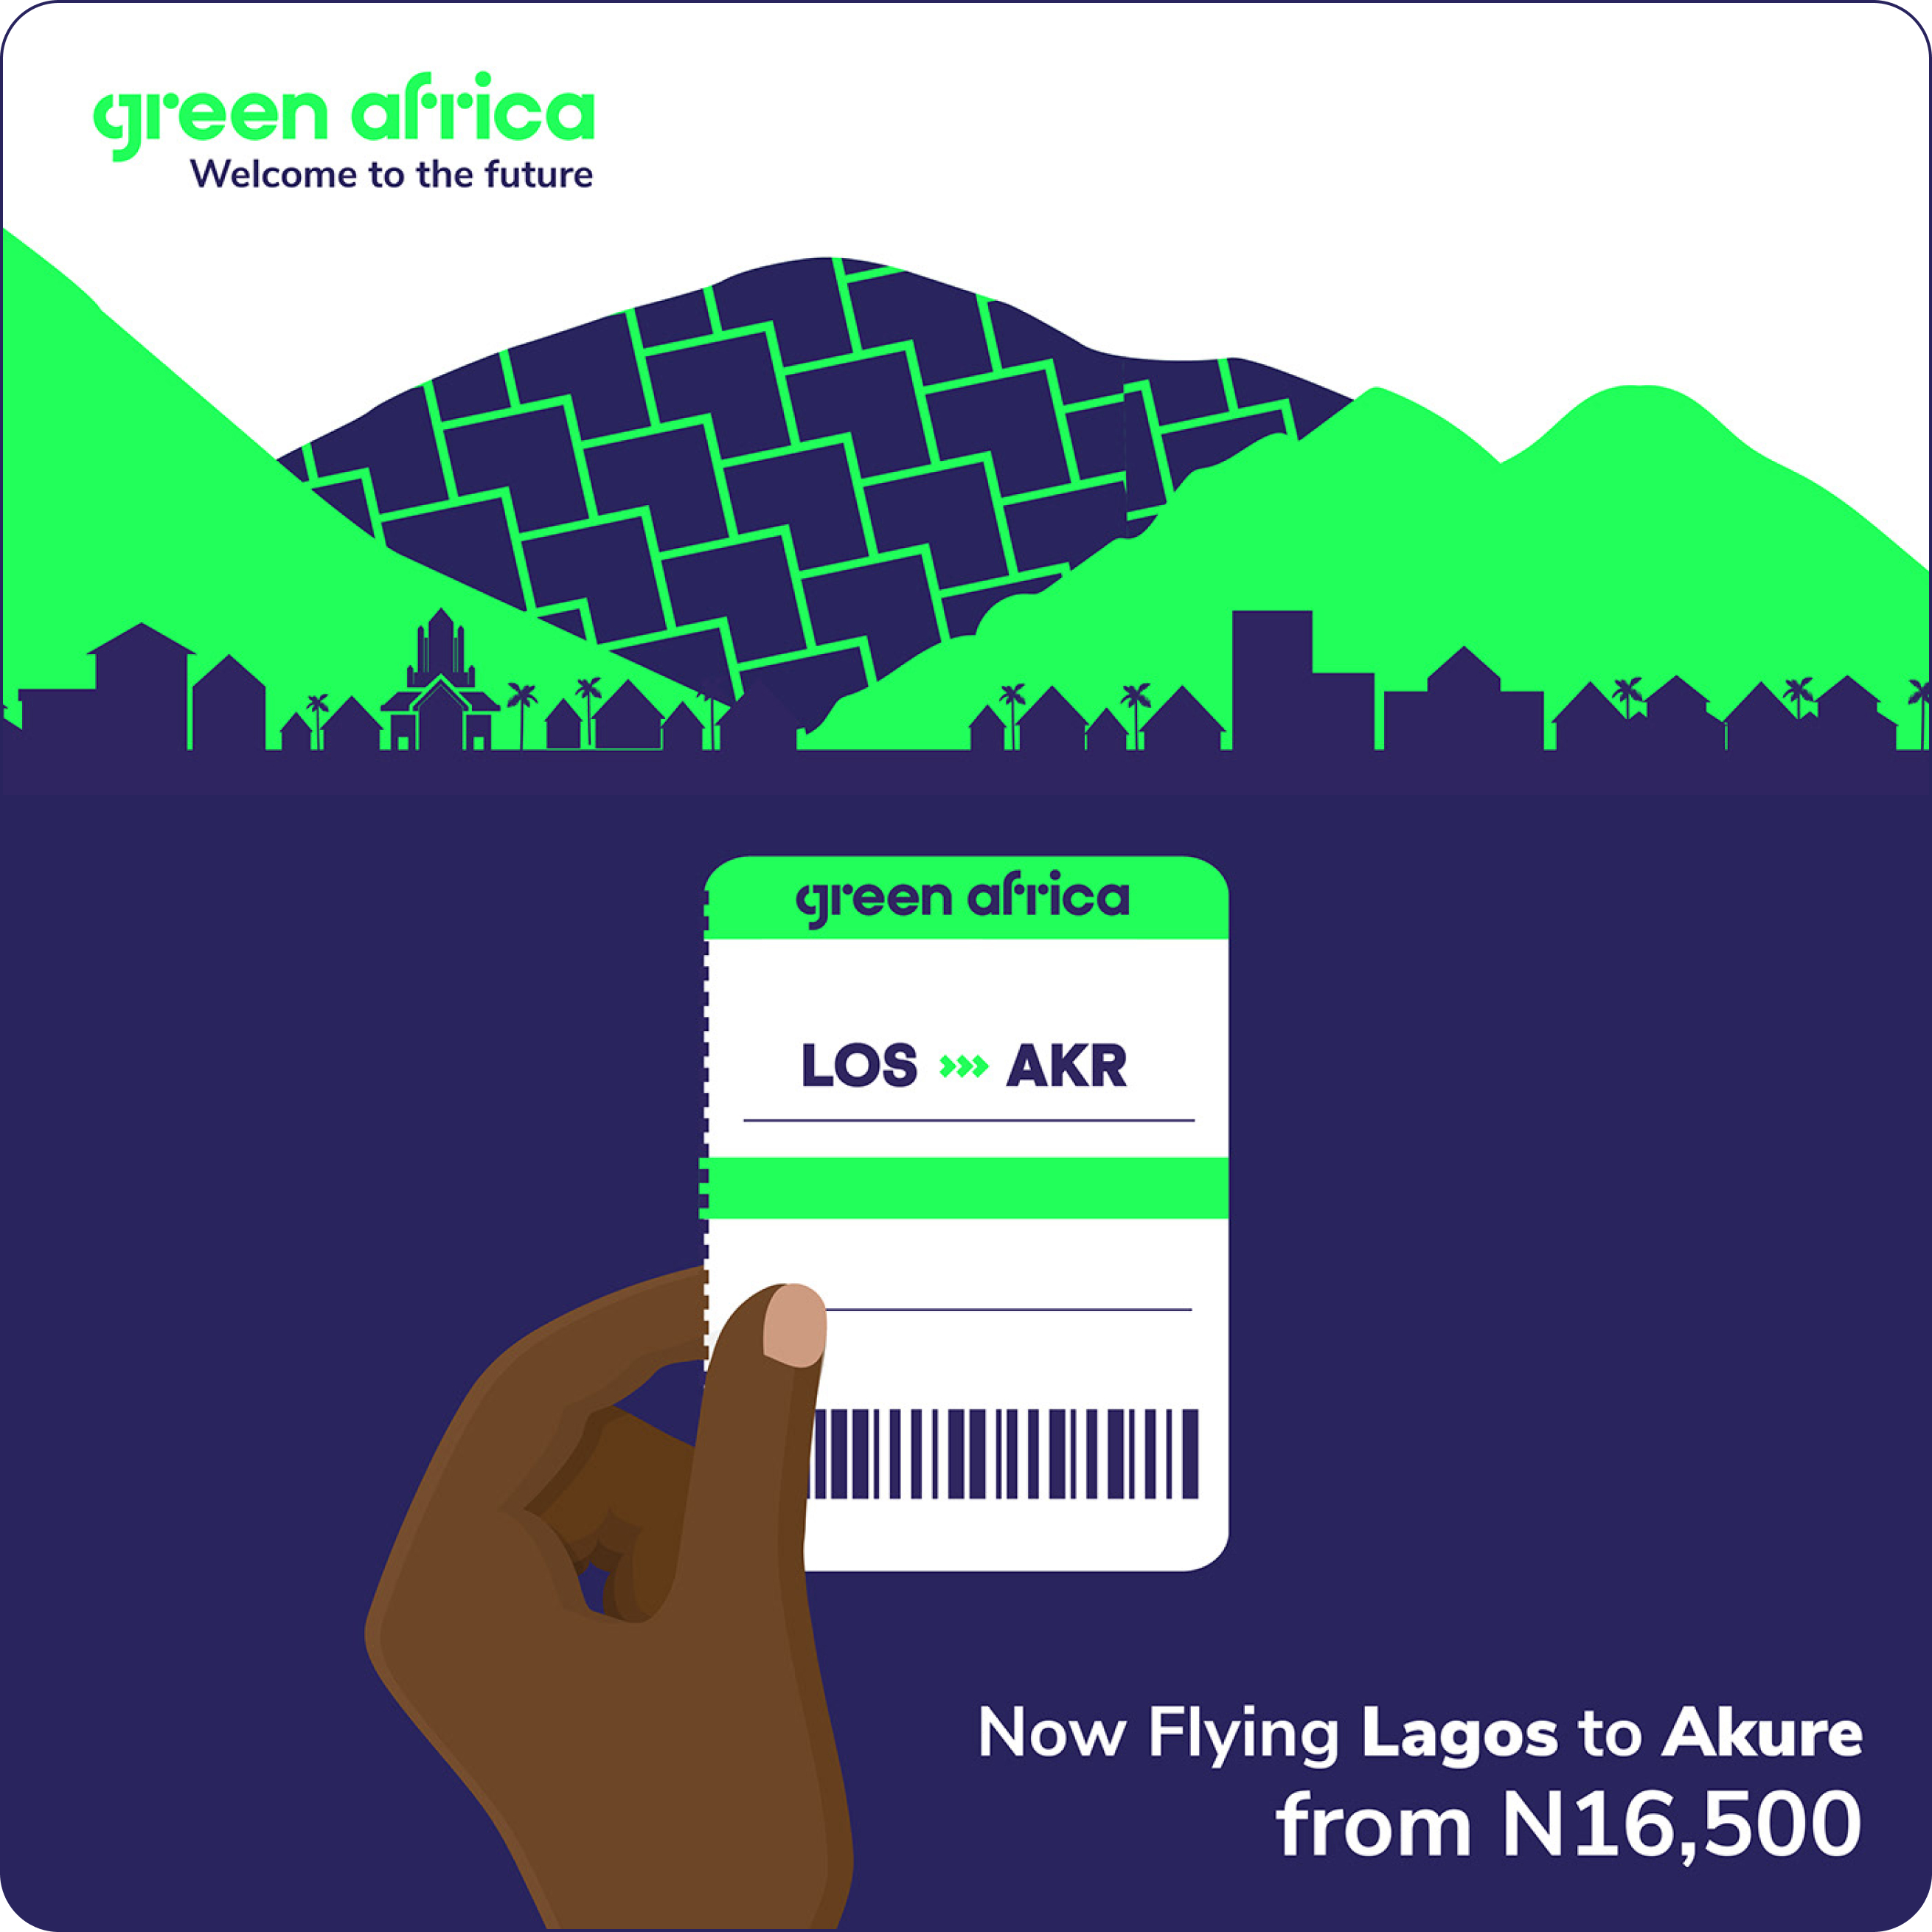 green africa
Welcome to the future
green africa
LOS AKR
Now Flying Lagos to Akure
from N16,500